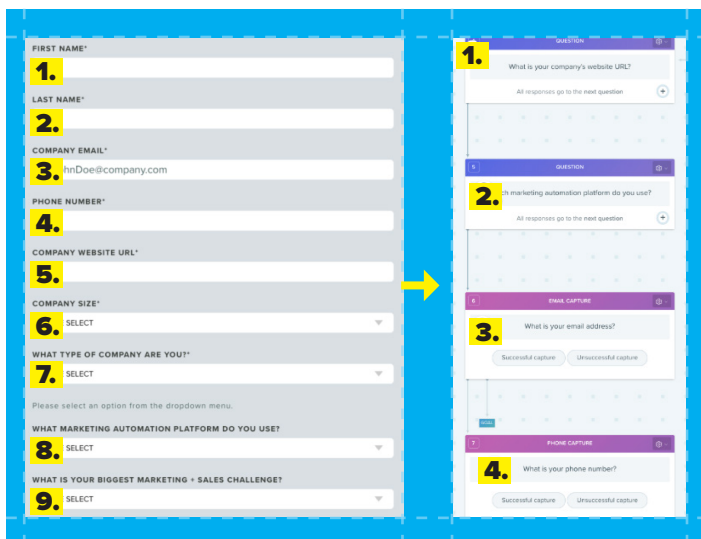 FIRST NAME*
1.
LAST NAME*
2.
COMPANY EMAIL*
3. hnDoe@company.com
PHONE NUMBER*
4.
COMPANY WEBSITE URL*
5.
COMPANY SIZE*
6. SELECT
WHAT TYPE OF COMPANY ARE YOU?*
7. SELECT
Please select an option from the dropdown menu.
WHAT MARKETING AUTOMATION PLATFORM DO YOU USE?
8. SELECT
WHAT IS YOUR BIGGEST MARKETING + SALES CHALLENGE?
9. SELECT
QUESTION
1.
What is your company's website URL?
All responses go to the next question
5 QUESTION
2. ch marketing automation platform do you use?
All responses go to the next question
6 EMAIL CAPTURE
3. What is your email address?
Successful capture Unsuccessful capture
7 PHONE CAPTURE
4. What is your phone number?
Successful capture Unsuccessful capture